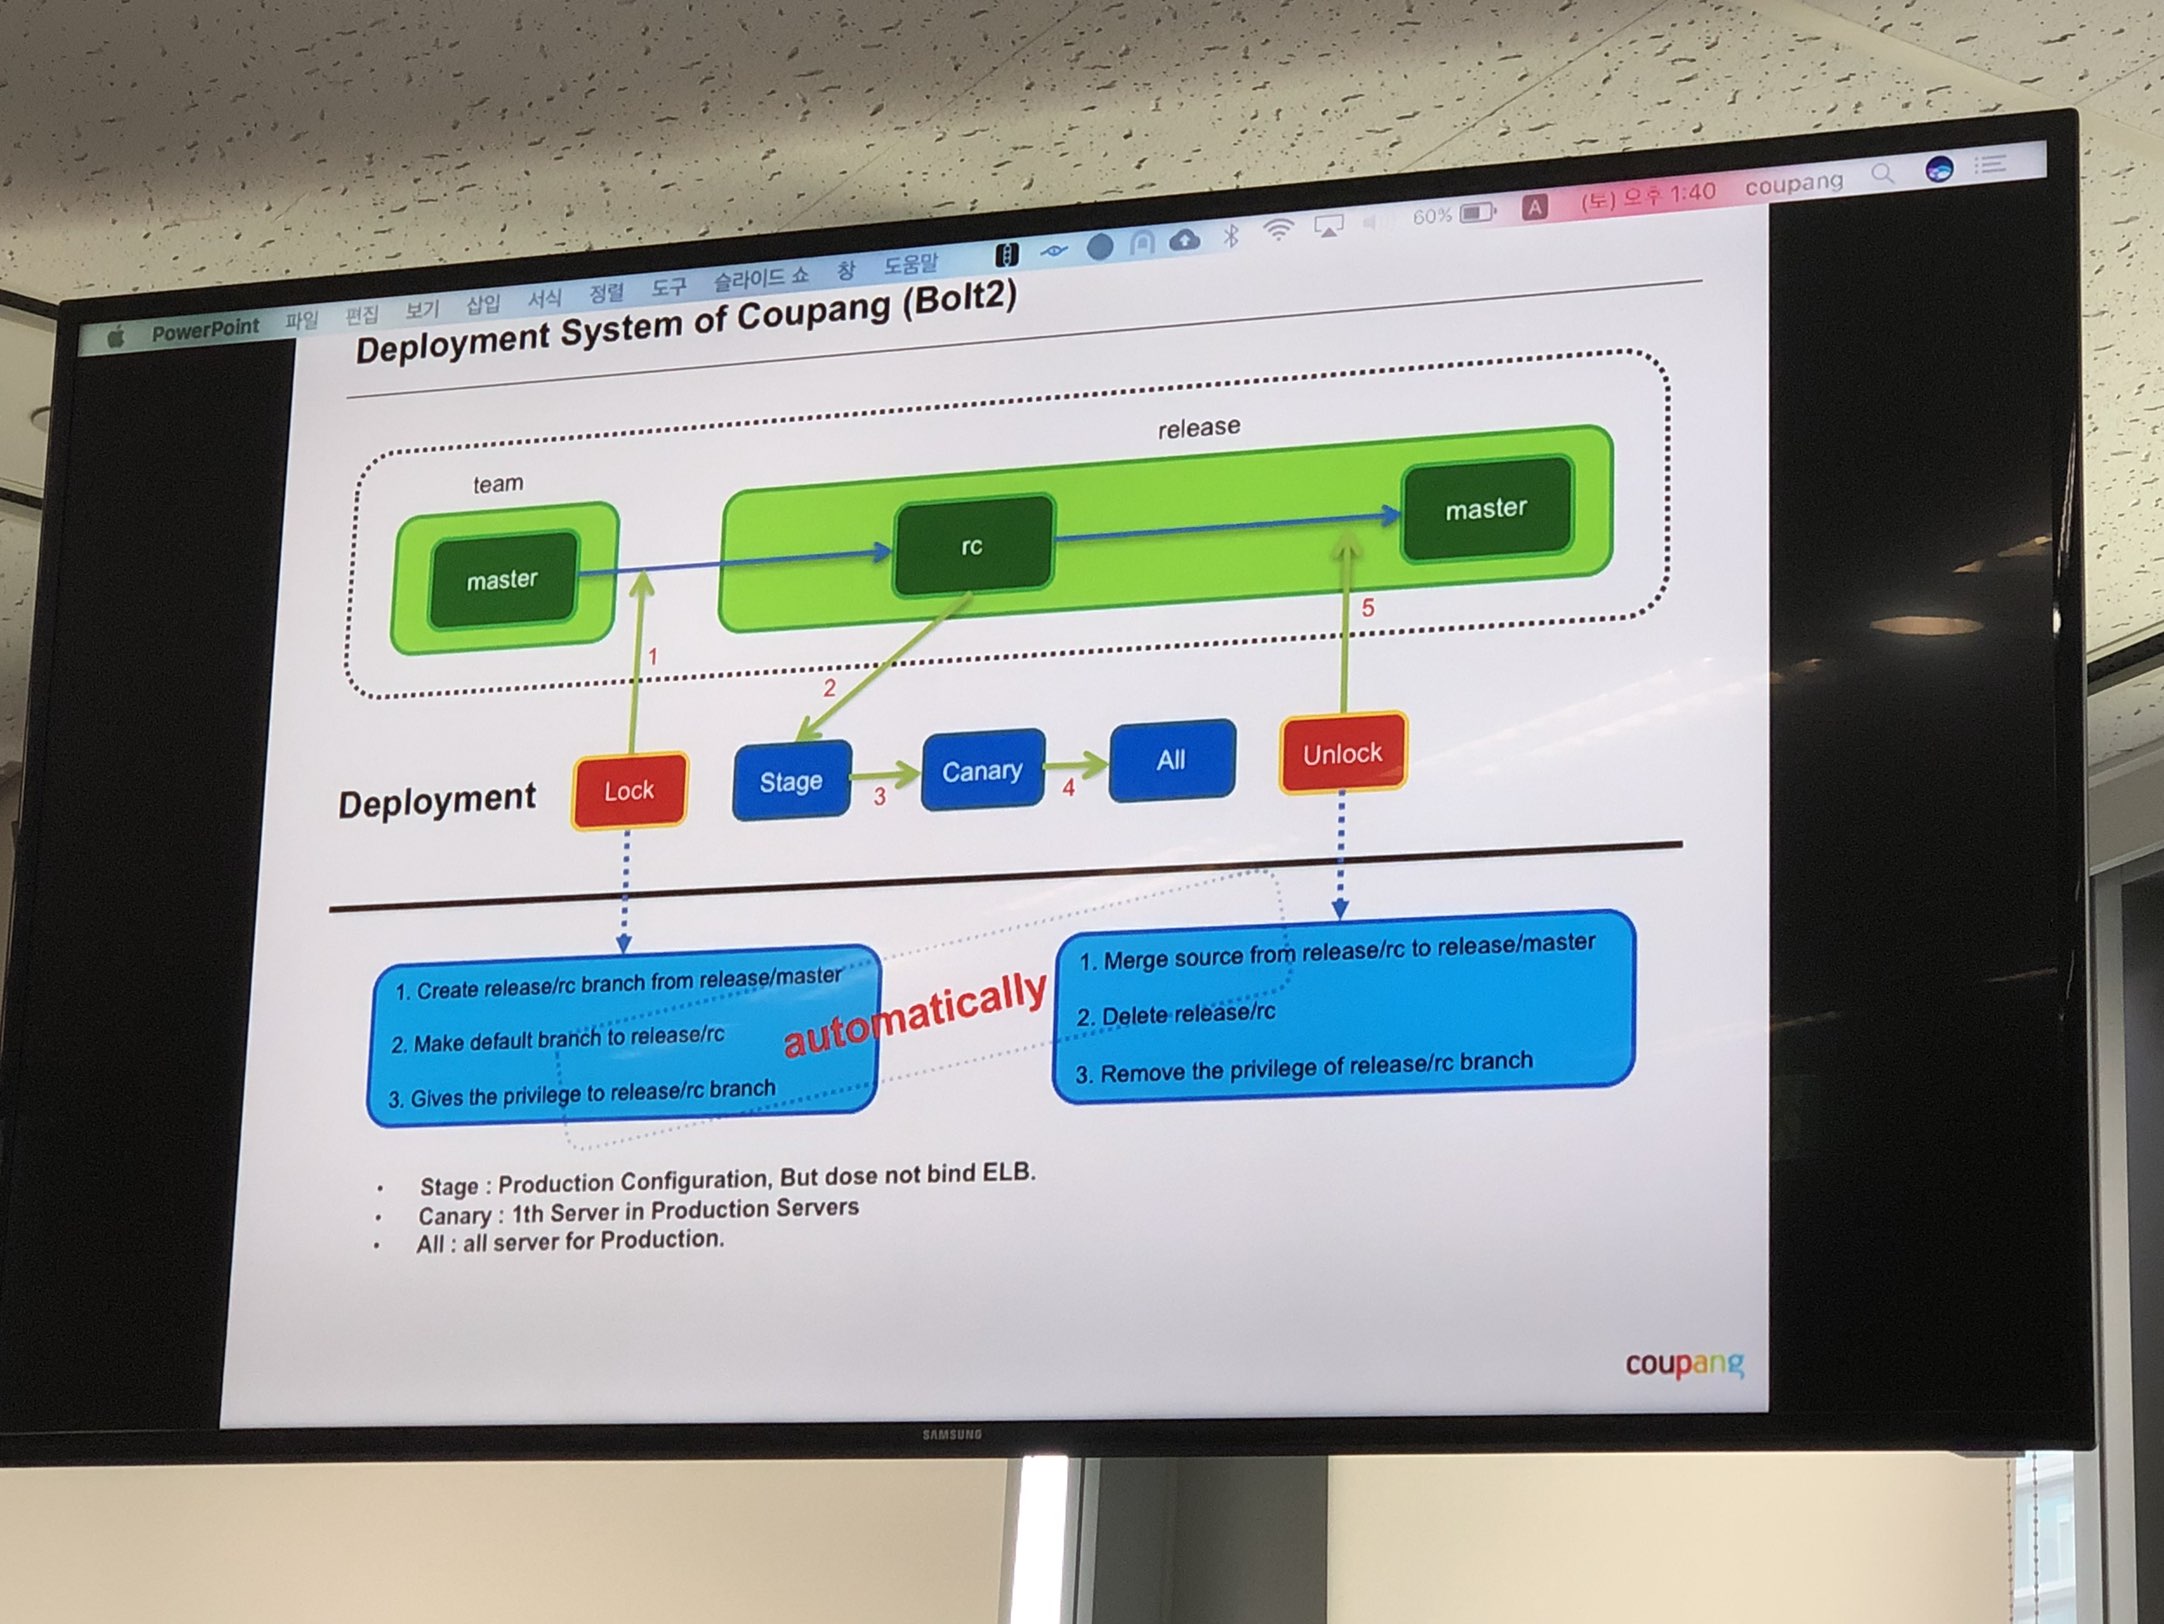 PowerPoint 파일 편집 보기 삽입 서식 정렬 도구 슬라이드 쇼 창 도움말 60% A (토) 오후 1:40 coupang
Deployment System of Coupang (Bolt2)
release
team
master
rc
master
1
2
5
Deployment
Lock
Stage
3
Canary
4
All
Unlock
1. Create release/rc branch from release/master
2. Make default branch to release/rc
3. Gives the privilege to release/rc branch
automatically
1. Merge source from release/rc to release/master
2. Delete release/rc
3. Remove the privilege of release/rc branch
• Stage : Production Configuration, But dose not bind ELB.
• Canary : 1th Server in Production Servers
• All : all server for Production.
coupang
SAMSUNG